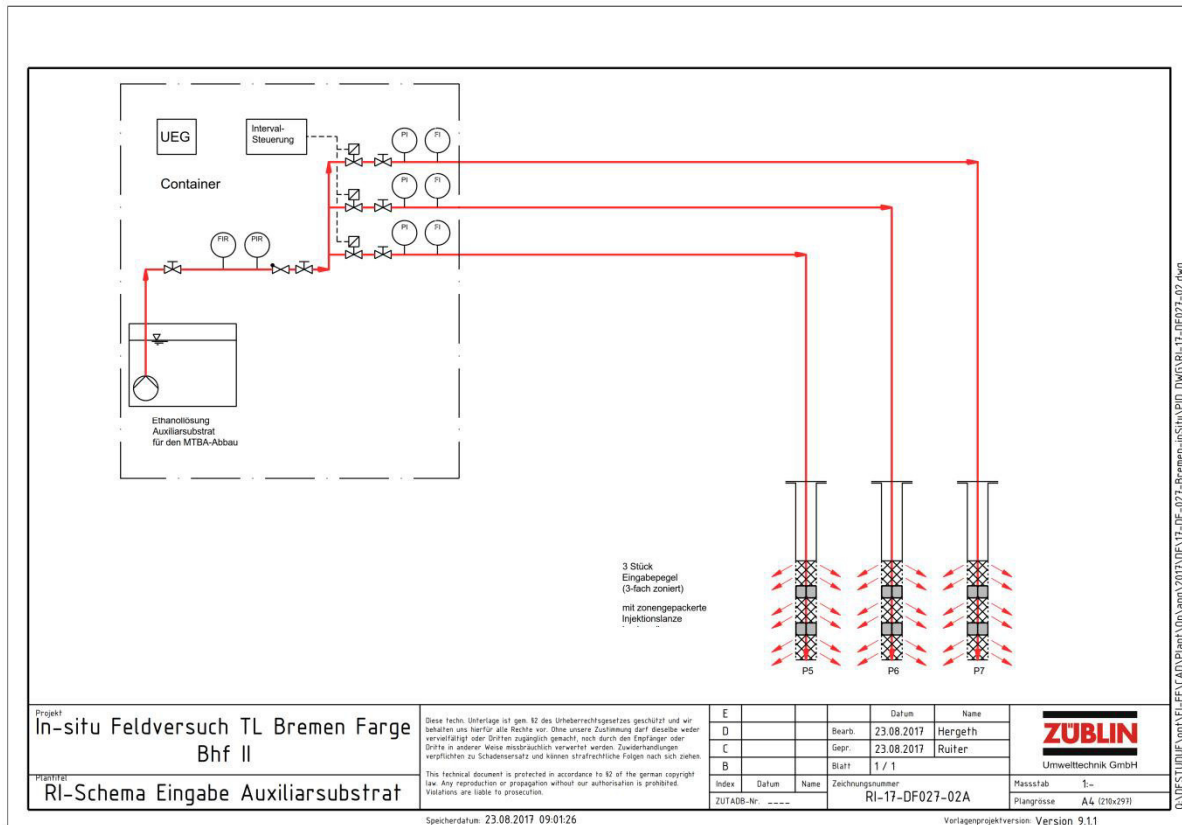 UEG
Interval-
Steuerung
Container
PI
FI
PI
FI
PI
FI
FIR
PIR
Ethanollösung
Auxiliarsubstrat
für den MTBA-Abbau
3 Stück
Eingabepegel
(3-fach zoniert)
mit zonengepackerte
Injektionslanze
P5
P6
P7
Projekt
In-situ Feldversuch TL Bremen Farge
Bhf II
Plantitel
RI-Schema Eingabe Auxiliarsubstrat
Diese techn. Unterlage ist gem. §2 des Urheberrechtsgesetzes geschützt und wir
behalten uns hierfür alle Rechte vor. Ohne unsere Zustimmung darf dieselbe weder
vervielfältigt oder Dritten zugänglich gemacht, noch durch den Empfänger oder
Dritte in anderer Weise missbräuchlich verwertet werden. Zuwiderhandlungen
verpflichten zu Schadensersatz und können strafrechtliche Folgen nach sich ziehen.
This technical document is protected in accordance to §2 of the german copyright
law. Any reproduction or propagation without our authorisation is prohibited.
Violations are liable to prosecution.
E
D
C
B
Index Datum Name
ZUTADB-Nr. ----
Datum Name
Bearb. 23.08.2017 Hergeth
Gepr. 23.08.2017 Ruiter
Blatt 1 / 1
Zeichnungsnummer
RI-17-DF027-02A
ZÜBLIN
Umwelttechnik GmbH
Massstab 1:-
Plangrösse A4 (210x297)
Speicherdatum: 23.08.2017 09:01:26
Vorlagenprojektversion: Version 9.1.1